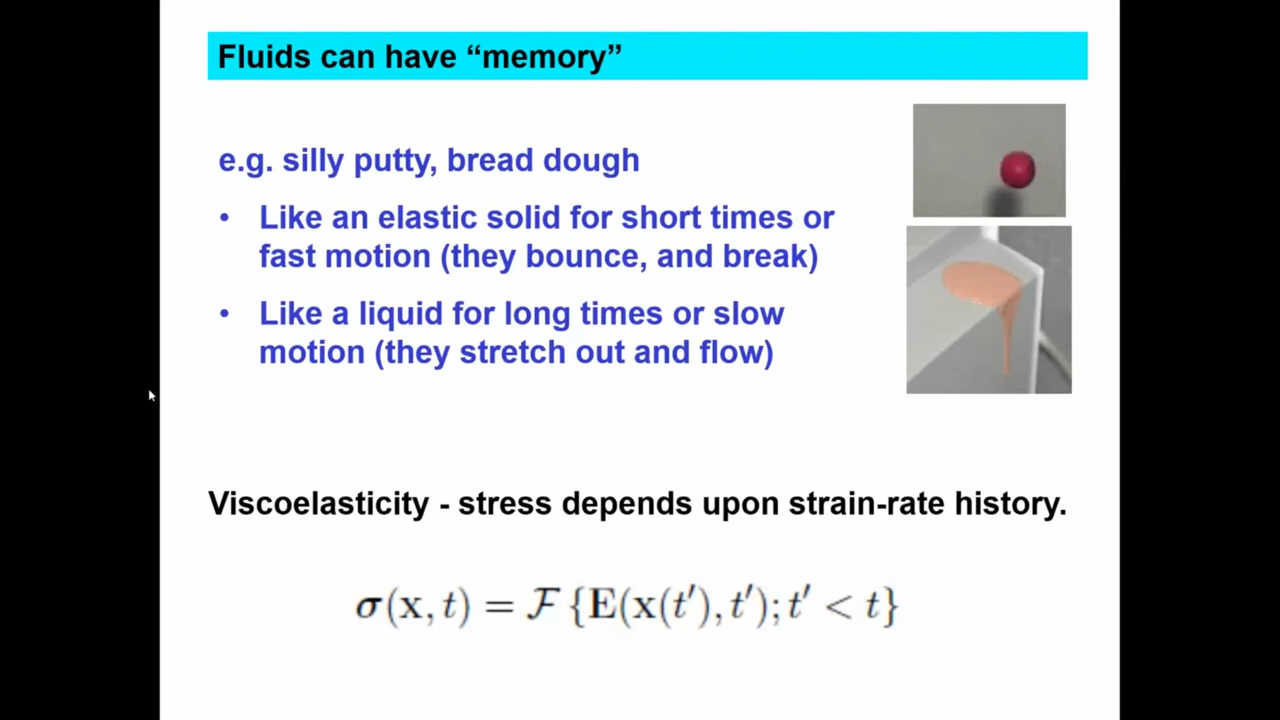 Fluids can have “memory”
e.g. silly putty, bread dough
• Like an elastic solid for short times or
fast motion (they bounce, and break)
• Like a liquid for long times or slow
motion (they stretch out and flow)
Viscoelasticity - stress depends upon strain-rate history.
σ(x, t) = ℱ {E(x(t′), t′); t′ < t}